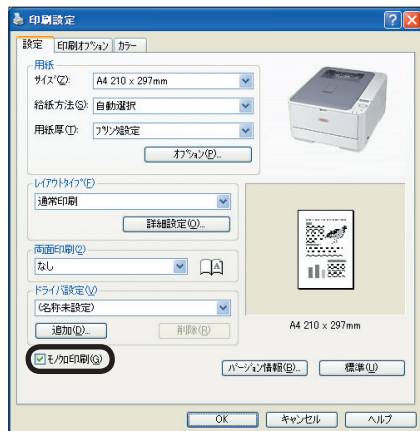 印刷設定
設定 印刷オプション カラー
用紙
サイズ(Z): A4 210 x 297mm
給紙方法(S): 自動選択
用紙厚(T): プリンタ設定
オプション(P)...
レイアウトタイプ(F)
通常印刷
詳細設定(O)...
両面印刷(2)
なし
A
ドライバ設定(V)
(名称未設定)
追加(D)... 削除(R)
A4 210 x 297mm
モノクロ印刷(G)
バージョン情報(B)... 標準(U)
OK キャンセル ヘルプ